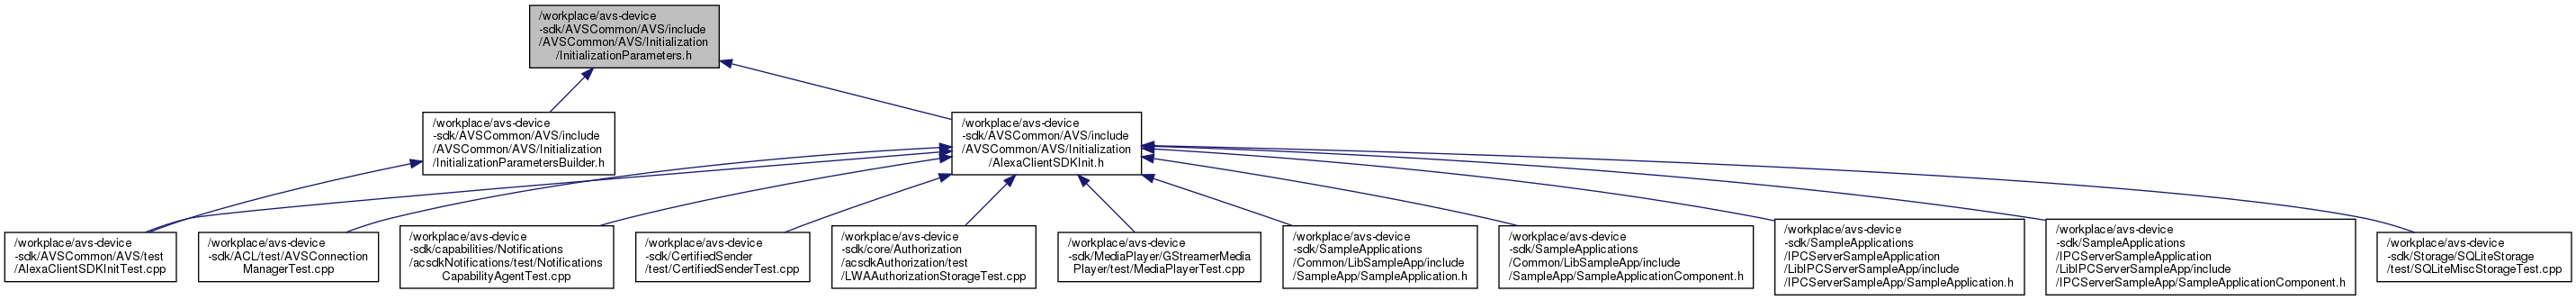 /workplace/avs-device
-sdk/AVSCommon/AVS/include
/AVSCommon/AVS/Initialization
/InitializationParameters.h
/workplace/avs-device
-sdk/AVSCommon/AVS/include
/AVSCommon/AVS/Initialization
/InitializationParametersBuilder.h
/workplace/avs-device
-sdk/AVSCommon/AVS/include
/AVSCommon/AVS/Initialization
/AlexaClientSDKInit.h
/workplace/avs-device
-sdk/AVSCommon/AVS/test
/AlexaClientSDKInitTest.cpp
/workplace/avs-device
-sdk/ACL/test/AVSConnection
ManagerTest.cpp
/workplace/avs-device
-sdk/capabilities/Notifications
/acsdkNotifications/test/Notifications
CapabilityAgentTest.cpp
/workplace/avs-device
-sdk/CertifiedSender
/test/CertifiedSenderTest.cpp
/workplace/avs-device
-sdk/core/Authorization
/acsdkAuthorization/test
/LWAAuthorizationStorageTest.cpp
/workplace/avs-device
-sdk/MediaPlayer/GStreamerMedia
Player/test/MediaPlayerTest.cpp
/workplace/avs-device
-sdk/SampleApplications
/Common/LibSampleApp/include
/SampleApp/SampleApplication.h
/workplace/avs-device
-sdk/SampleApplications
/Common/LibSampleApp/include
/SampleApp/SampleApplicationComponent.h
/workplace/avs-device
-sdk/SampleApplications
/IPCServerSampleApplication
/LibIPCServerSampleApp/include
/IPCServerSampleApp/SampleApplication.h
/workplace/avs-device
-sdk/SampleApplications
/IPCServerSampleApplication
/LibIPCServerSampleApp/include
/IPCServerSampleApp/SampleApplicationComponent.h
/workplace/avs-device
-sdk/Storage/SQLiteStorage
/test/SQLiteMiscStorageTest.cpp